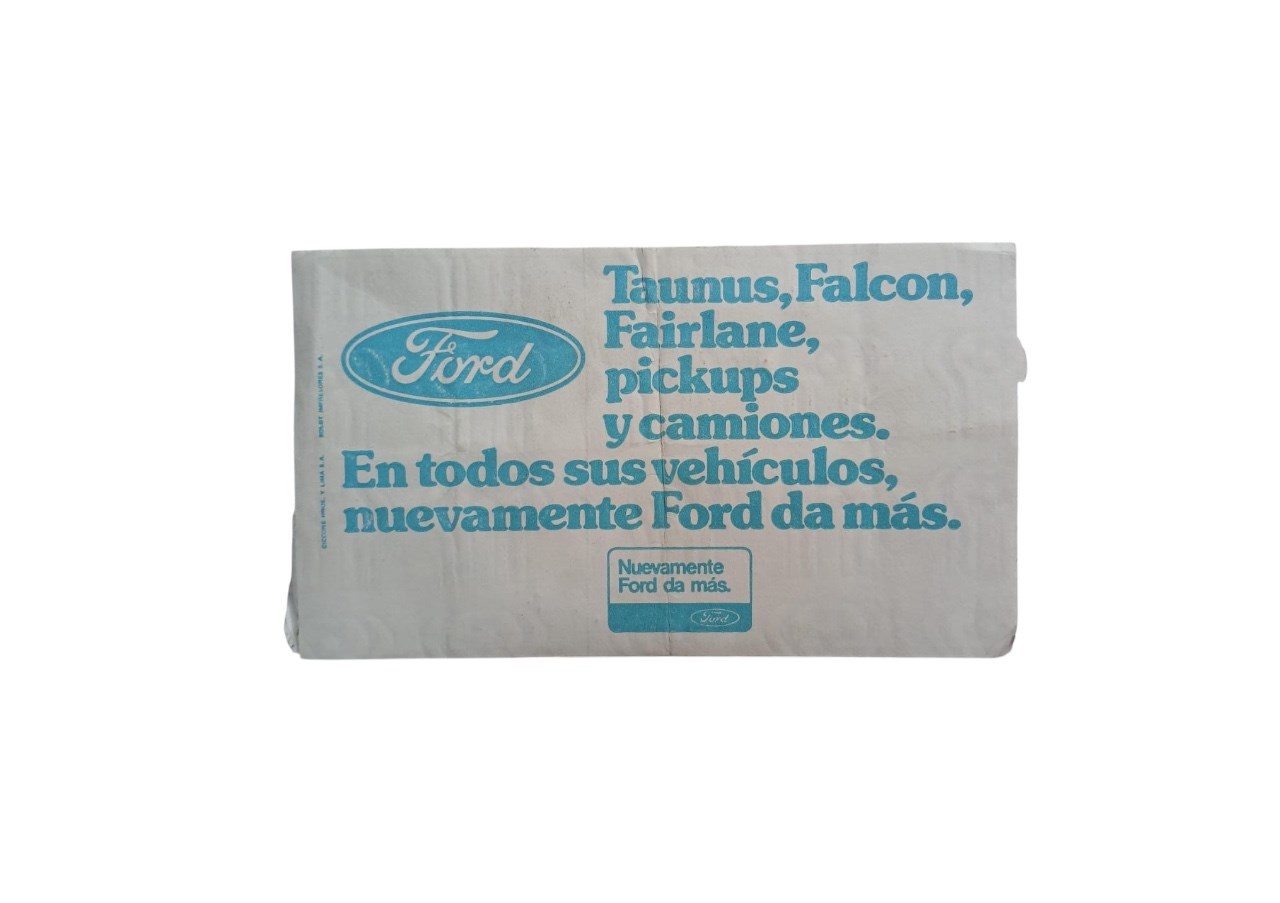 Ford
Taunus, Falcon,
Fairlane,
pickups
y camiones.
En todos sus vehículos,
nuevamente Ford da más.
Nuevamente
Ford da más.
Ford